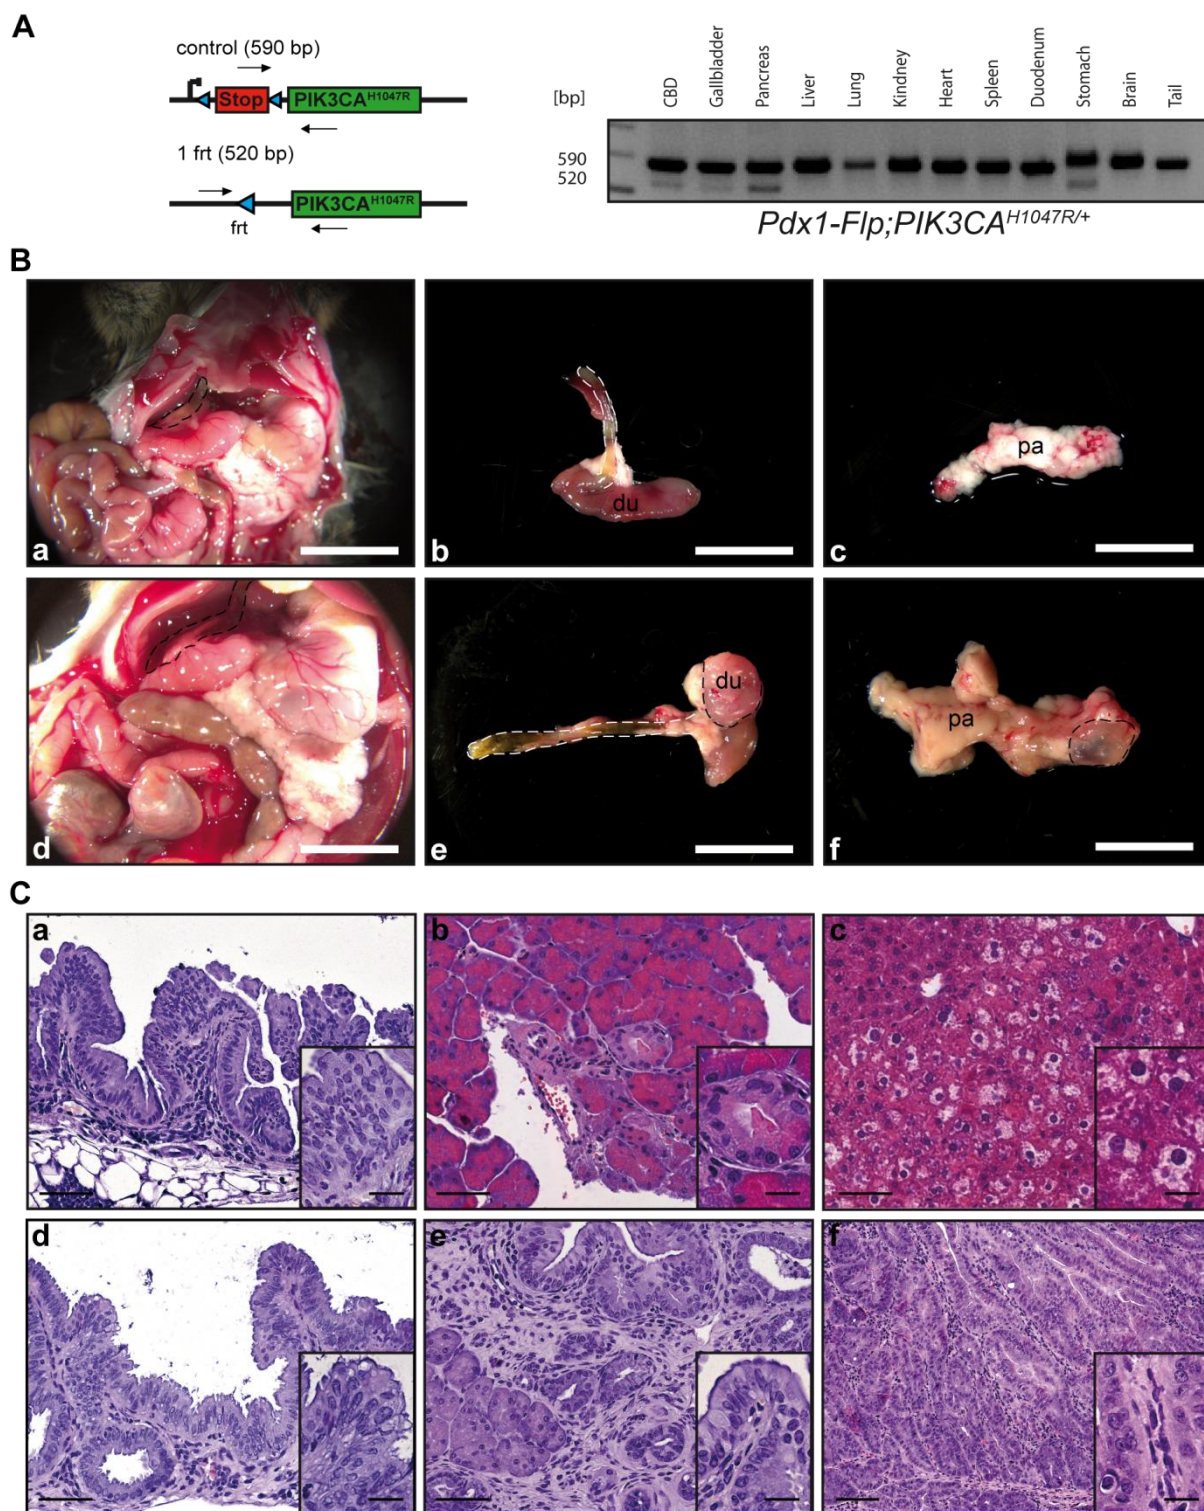 A
control (590 bp)
Stop
PIK3CA^H1047R
1 frt (520 bp)
PIK3CA^H1047R
frt
[bp]
CBD
Gallbladder
Pancreas
Liver
Lung
Kidney
Heart
Spleen
Duodenum
Stomach
Brain
Tail
590
520
Pdx1-Flp;PIK3CA^H1047R/+
B
a
b
du
c
pa
d
e
du
f
pa
C
a
b
c
d
e
f